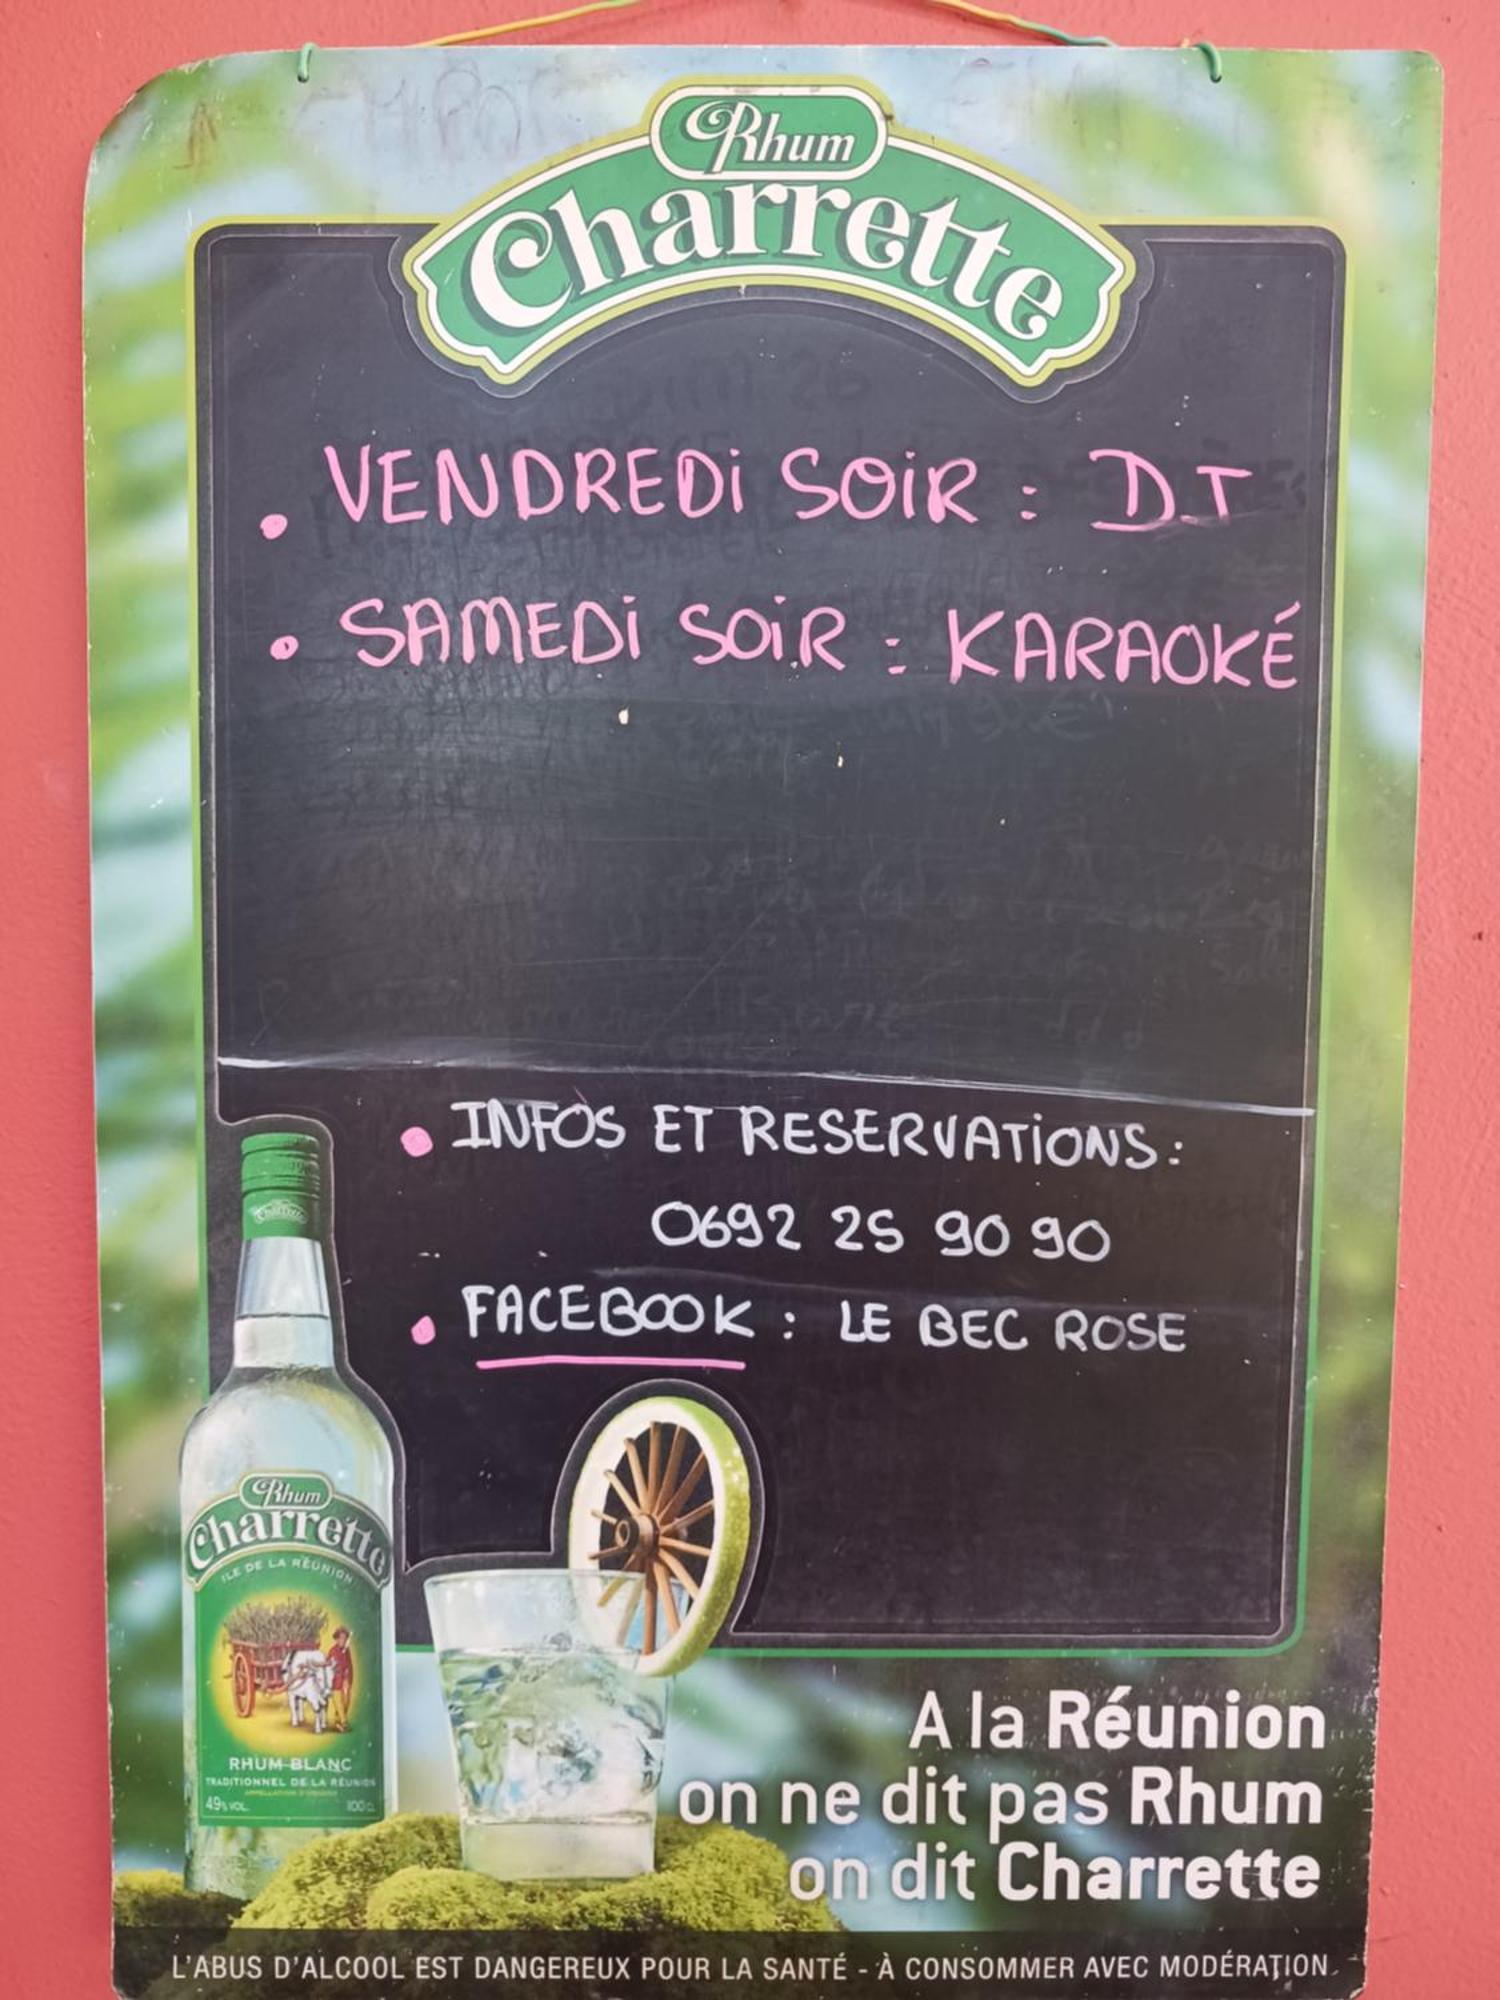 Rhum
Charrette
• VENDREDi SOiR : DJ
• SAMEDi SOiR : KARAOKÉ
• INFOS ET RESERVATiONS :
0692 25 90 90
• FACEBOOK : LE BEC ROSE
Charrette
Rhum
Charrette
ILE DE LA RÉUNION
RHUM BLANC
TRADITIONNEL DE LA RÉUNION
49% VOL. 100 CL
A la Réunion
on ne dit pas Rhum
on dit Charrette
L'ABUS D'ALCOOL EST DANGEREUX POUR LA SANTÉ - À CONSOMMER AVEC MODÉRATION